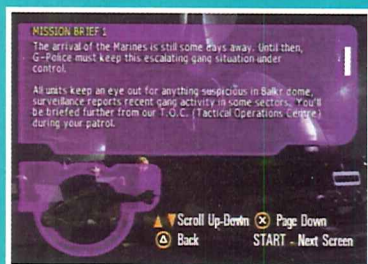 MISSION BRIEF 1
The arrival of the Marines is still some days away. Until then,
G-Police must keep this escalating gang situation under
control.
All units keep an eye out for anything suspicious in Balkr dome,
surveillance reports recent gang activity in some sectors. You'll
be briefed further from our T.O.C. (Tactical Operations Centre)
during your patrol.
Scroll Up-Down Page Down
Back START - Next Screen